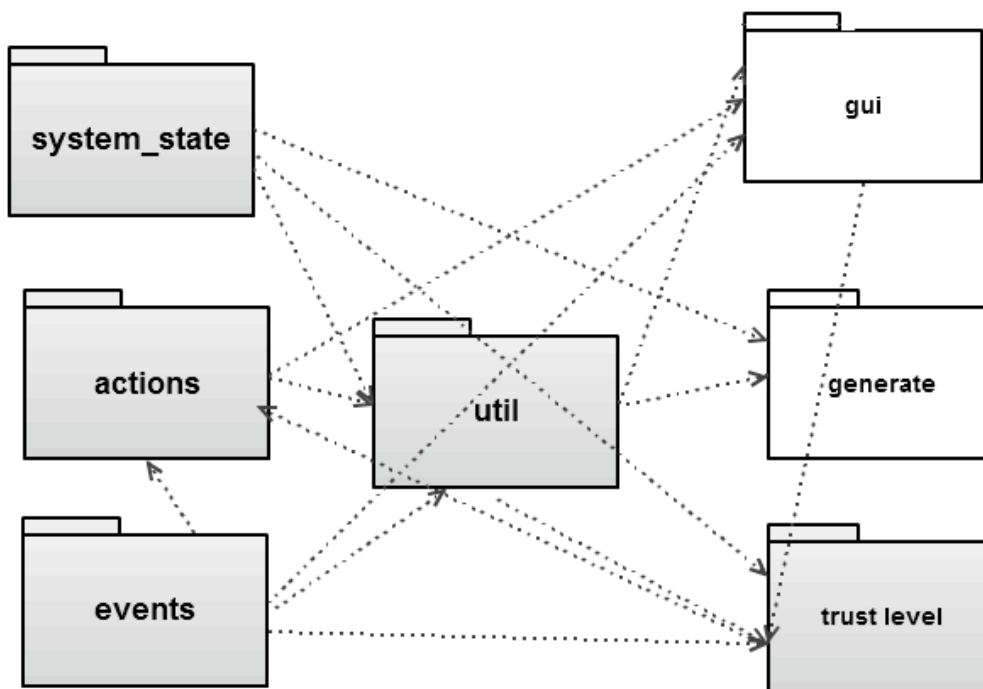 system_state
gui
actions
util
generate
events
trust level